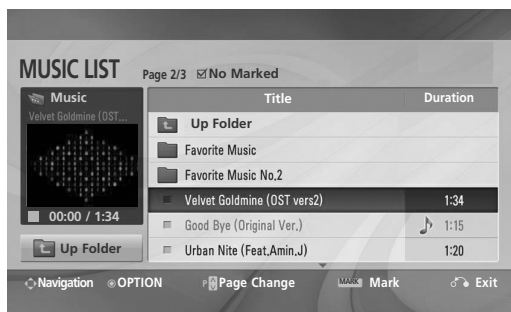 MUSIC LIST Page 2/3 No Marked
Music
Velvet Goldmine (OST...
00:00 / 1:34
Up Folder
Title Duration
Up Folder
Favorite Music
Favorite Music No.2
Velvet Goldmine (OST vers2) 1:34
Good Bye (Original Ver.) 1:15
Urban Nite (Feat.Amin.J) 1:20
Navigation OPTION P Page Change MARK Mark Exit